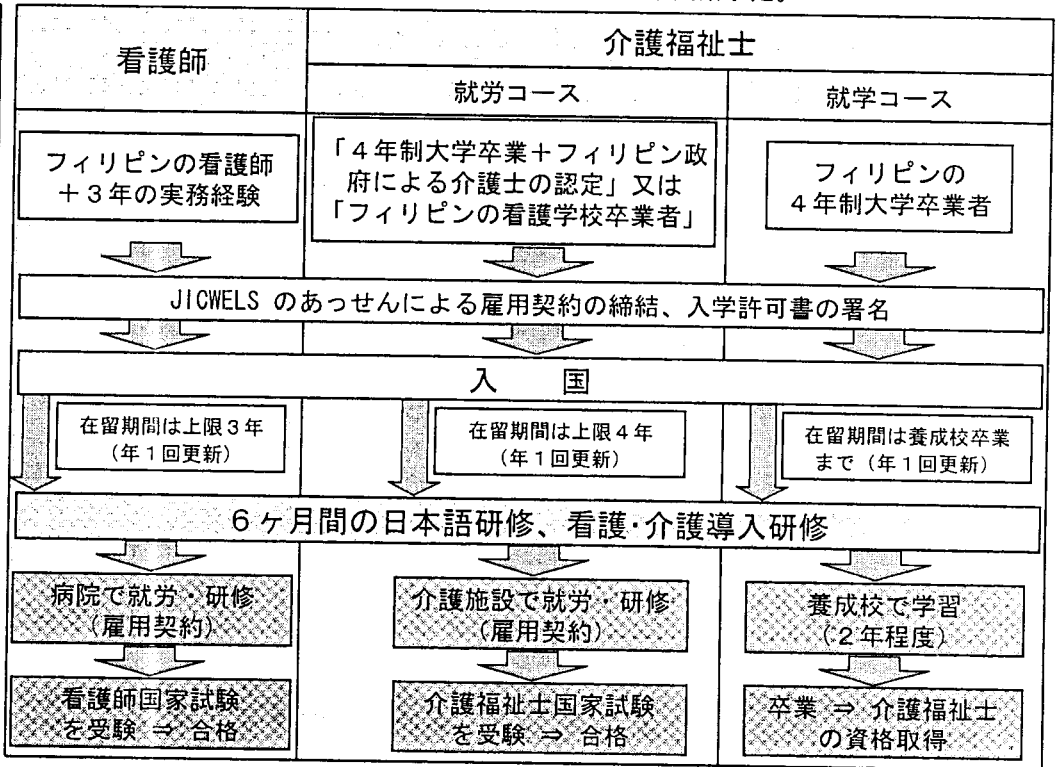 看護師
介護福祉士
就労コース
就学コース
フィリピンの看護師
＋３年の実務経験
「４年制大学卒業＋フィリピン政
府による介護士の認定」又は
「フィリピンの看護学校卒業者」
フィリピンの
４年制大学卒業者
JICWELS のあっせんによる雇用契約の締結、入学許可書の署名
入　国
在留期間は上限３年
（年１回更新）
在留期間は上限４年
（年１回更新）
在留期間は養成校卒業
まで（年１回更新）
６ヶ月間の日本語研修、看護・介護導入研修
病院で就労・研修
（雇用契約）
介護施設で就労・研修
（雇用契約）
養成校で学習
（２年程度）
看護師国家試験
を受験 ⇒ 合格
介護福祉士国家試験
を受験 ⇒ 合格
卒業 ⇒ 介護福祉士
の資格取得